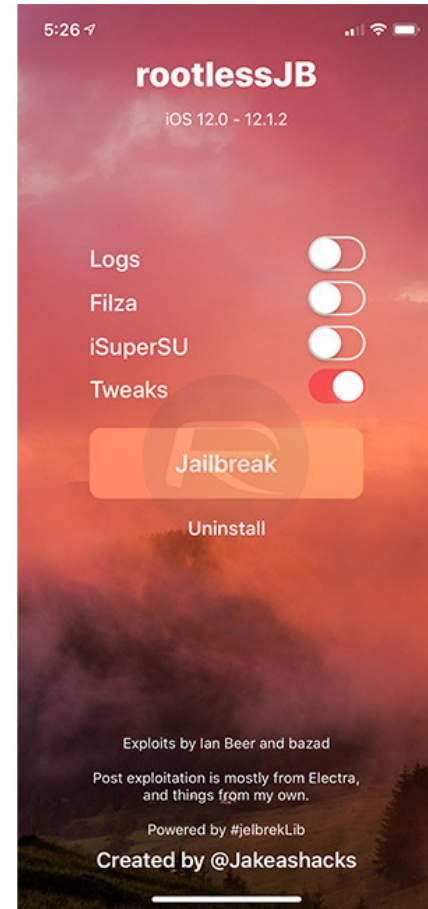 5:26
rootlessJB
iOS 12.0 - 12.1.2
Logs
Filza
iSuperSU
Tweaks
Jailbreak
Uninstall
Exploits by Ian Beer and bazad
Post exploitation is mostly from Electra,
and things from my own.
Powered by #jelbrekLib
Created by @Jakeashacks